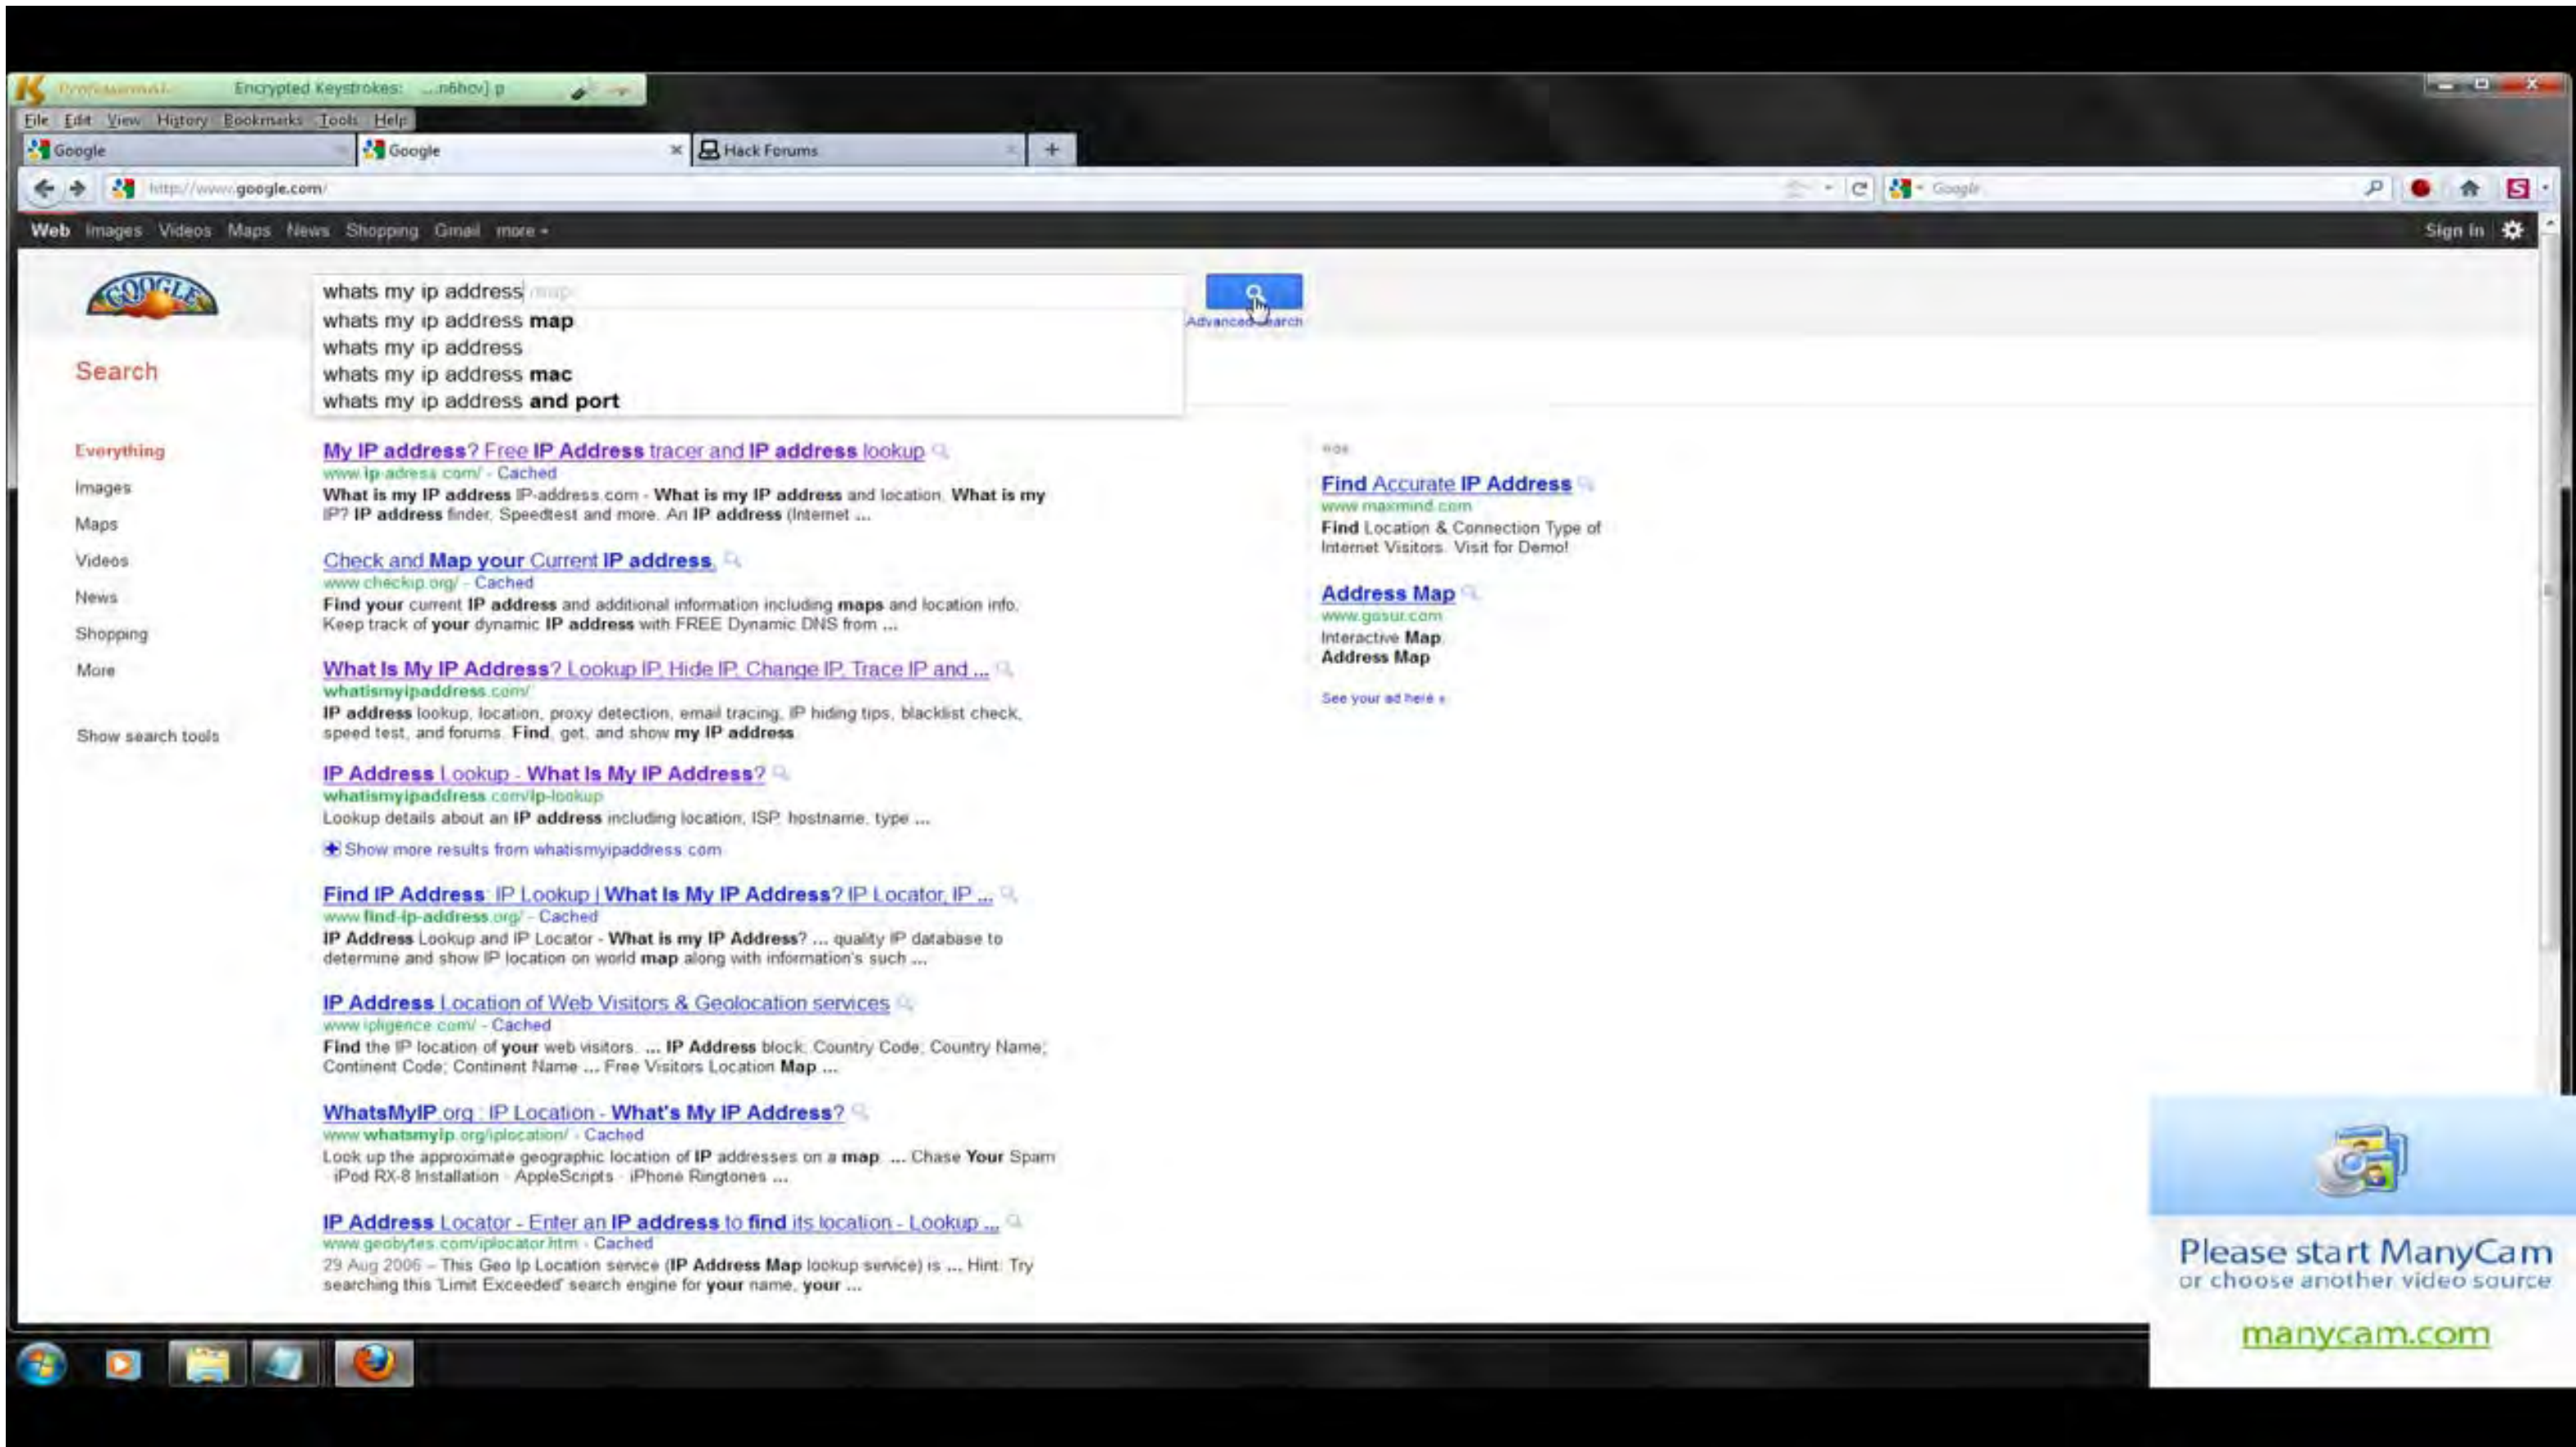 Encrypted Keystrokes: ...n6hcv] p
File Edit View History Bookmarks Tools Help
Google
Google
Hack Forums
http://www.google.com/
Google
Web Images Videos Maps News Shopping Gmail more
Sign in
GOOGLE
whats my ip address map
whats my ip address map
whats my ip address
whats my ip address mac
whats my ip address and port
Advanced search
Search
Everything
Images
Maps
Videos
News
Shopping
More
Show search tools
My IP address? Free IP Address tracer and IP address lookup
www.ip-adress.com/ - Cached
What is my IP address IP-address.com - What is my IP address and location. What is my
IP? IP address finder, Speedtest and more. An IP address (Internet ...
Check and Map your Current IP address.
www.checkip.org/ - Cached
Find your current IP address and additional information including maps and location info.
Keep track of your dynamic IP address with FREE Dynamic DNS from ...
What Is My IP Address? Lookup IP, Hide IP, Change IP, Trace IP and ...
whatismyipaddress.com/
IP address lookup, location, proxy detection, email tracing, IP hiding tips, blacklist check,
speed test, and forums. Find, get, and show my IP address
IP Address Lookup - What Is My IP Address?
whatismyipaddress.com/ip-lookup
Lookup details about an IP address including location, ISP, hostname, type ...
Show more results from whatismyipaddress.com
Find IP Address: IP Lookup | What Is My IP Address? IP Locator, IP ...
www.find-ip-address.org/ - Cached
IP Address Lookup and IP Locator - What is my IP Address? ... quality IP database to
determine and show IP location on world map along with information's such ...
IP Address Location of Web Visitors & Geolocation services
www.ipligence.com/ - Cached
Find the IP location of your web visitors. ... IP Address block; Country Code; Country Name;
Continent Code; Continent Name ... Free Visitors Location Map ...
WhatsMyIP.org : IP Location - What's My IP Address?
www.whatsmyip.org/iplocation/ - Cached
Look up the approximate geographic location of IP addresses on a map. ... Chase Your Spam
· iPod RX-8 Installation · AppleScripts · iPhone Ringtones ...
IP Address Locator - Enter an IP address to find its location - Lookup ...
www.geobytes.com/iplocator.htm - Cached
29 Aug 2006 – This Geo Ip Location service (IP Address Map lookup service) is ... Hint: Try
searching this 'Limit Exceeded' search engine for your name, your ...
Ads
Find Accurate IP Address
www.maxmind.com
Find Location & Connection Type of
Internet Visitors. Visit for Demo!
Address Map
www.gosur.com
Interactive Map.
Address Map
See your ad here »
Please start ManyCam
or choose another video source
manycam.com